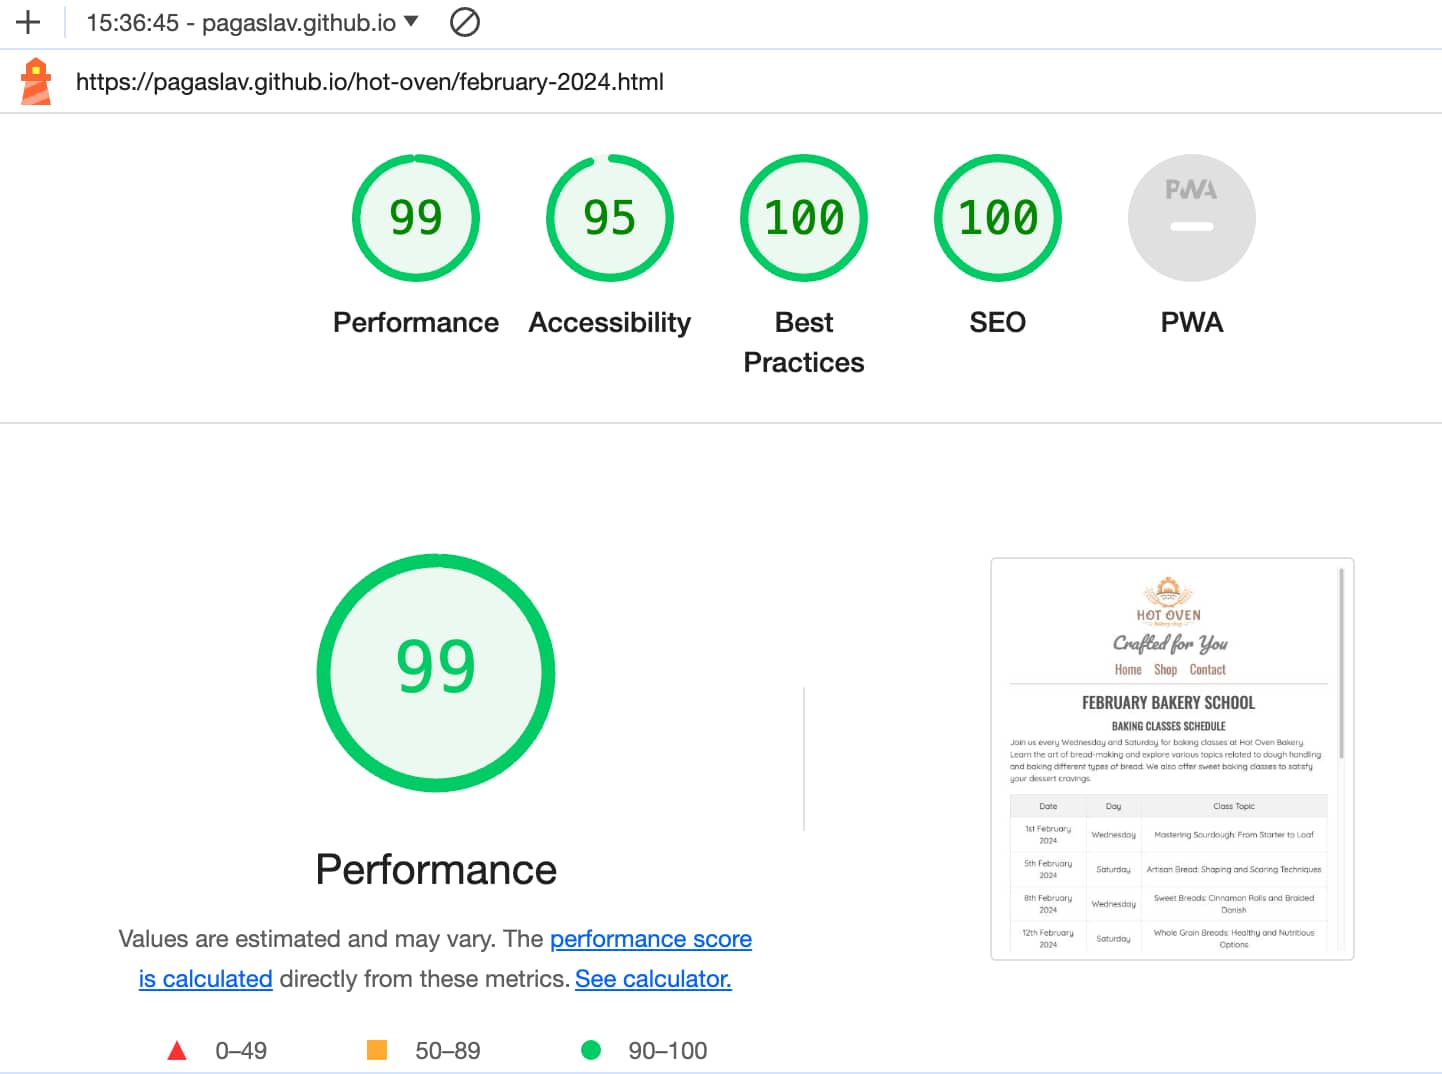 15:36:45 - pagaslav.github.io
https://pagaslav.github.io/hot-oven/february-2024.html
99
95
100
100
PWA
Performance
Accessibility
Best
Practices
SEO
PWA
99
Performance
Values are estimated and may vary. The performance score
is calculated directly from these metrics. See calculator.
0–49
50–89
90–100
HOT OVEN
Crafted for You
Home Shop Contact
FEBRUARY BAKERY SCHOOL
BAKING CLASSES SCHEDULE
Join us every Wednesday and Saturday for baking classes at Hot Oven Bakery.
Learn the art of bread-making and explore various topics related to dough handling
and baking different types of bread. We also offer sweet baking classes to satisfy
your dessert cravings.
Date Day Class Topic
1st February
2024
Wednesday
Mastering Sourdough: From Starter to Loaf
5th February
2024
Saturday
Artisan Bread: Shaping and Scoring Techniques
8th February
2024
Wednesday
Sweet Breads: Cinnamon Rolls and Braided
Danish
12th February
2024
Saturday
Whole Grain Breads: Healthy and Nutritious
Options